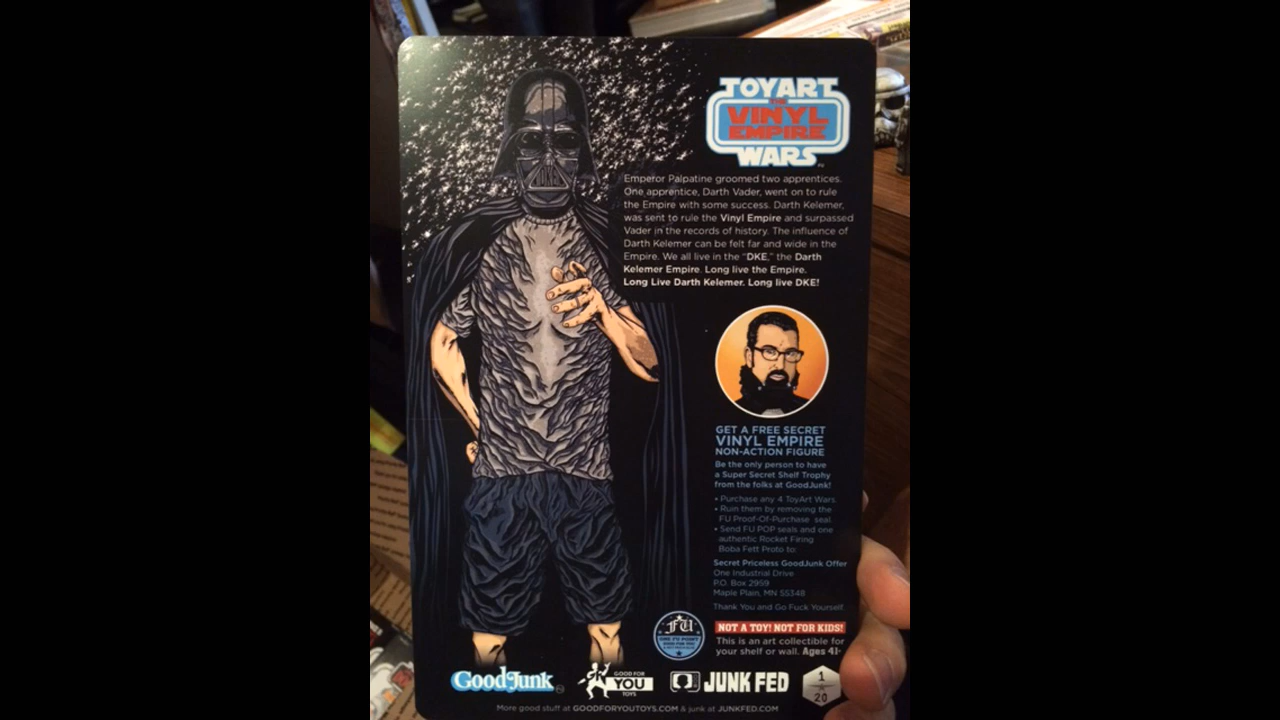 TOYART
THE
VINYL
EMPIRE
WARS
Emperor Palpatine groomed two apprentices.
One apprentice, Darth Vader, went on to rule
the Empire with some success. Darth Kelemer,
was sent to rule the Vinyl Empire and surpassed
Vader in the records of history. The influence of
Darth Kelemer can be felt far and wide in the
Empire. We all live in the "DKE," the Darth
Kelemer Empire. Long live the Empire.
Long Live Darth Kelemer. Long live DKE!
GET A FREE SECRET
VINYL EMPIRE
NON-ACTION FIGURE
Be the only person to have
a Super Secret Shelf Trophy
from the folks at GoodJunk!
• Purchase any 4 ToyArt Wars.
• Ruin them by removing the
FU Proof-Of-Purchase seal.
• Send FU POP seals and one
authentic Rocket Firing
Boba Fett Proto to:
Secret Priceless GoodJunk Offer
One Industrial Drive
P.O. Box 2959
Maple Plain, MN 55348
Thank You and Go Fuck Yourself.
FU
ONE FU POINT
NOT A TOY! NOT FOR KIDS!
This is an art collectible for
your shelf or wall. Ages 41+
GoodJunk
GOOD FOR
YOU
TOYS
JUNK FED
1
20
More good stuff at GOODFORYOUTOYS.COM & junk at JUNKFED.COM